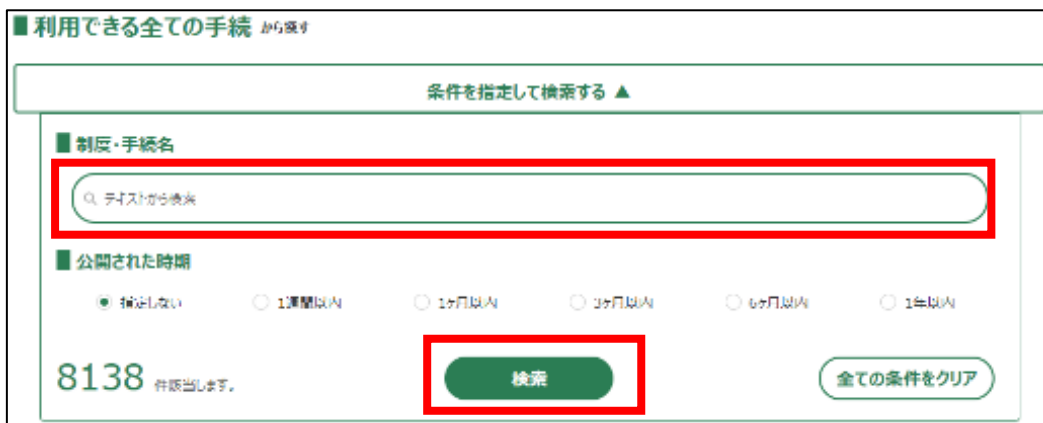 ■利用できる全ての手続 から探す
条件を指定して検索する ▲
■ 制度・手続名
テキストから検索
■ 公開された時期
指定しない 1週間以内 1ヶ月以内 3ヶ月以内 6ヶ月以内 1年以内
8138 件該当します。 検索 全ての条件をクリア